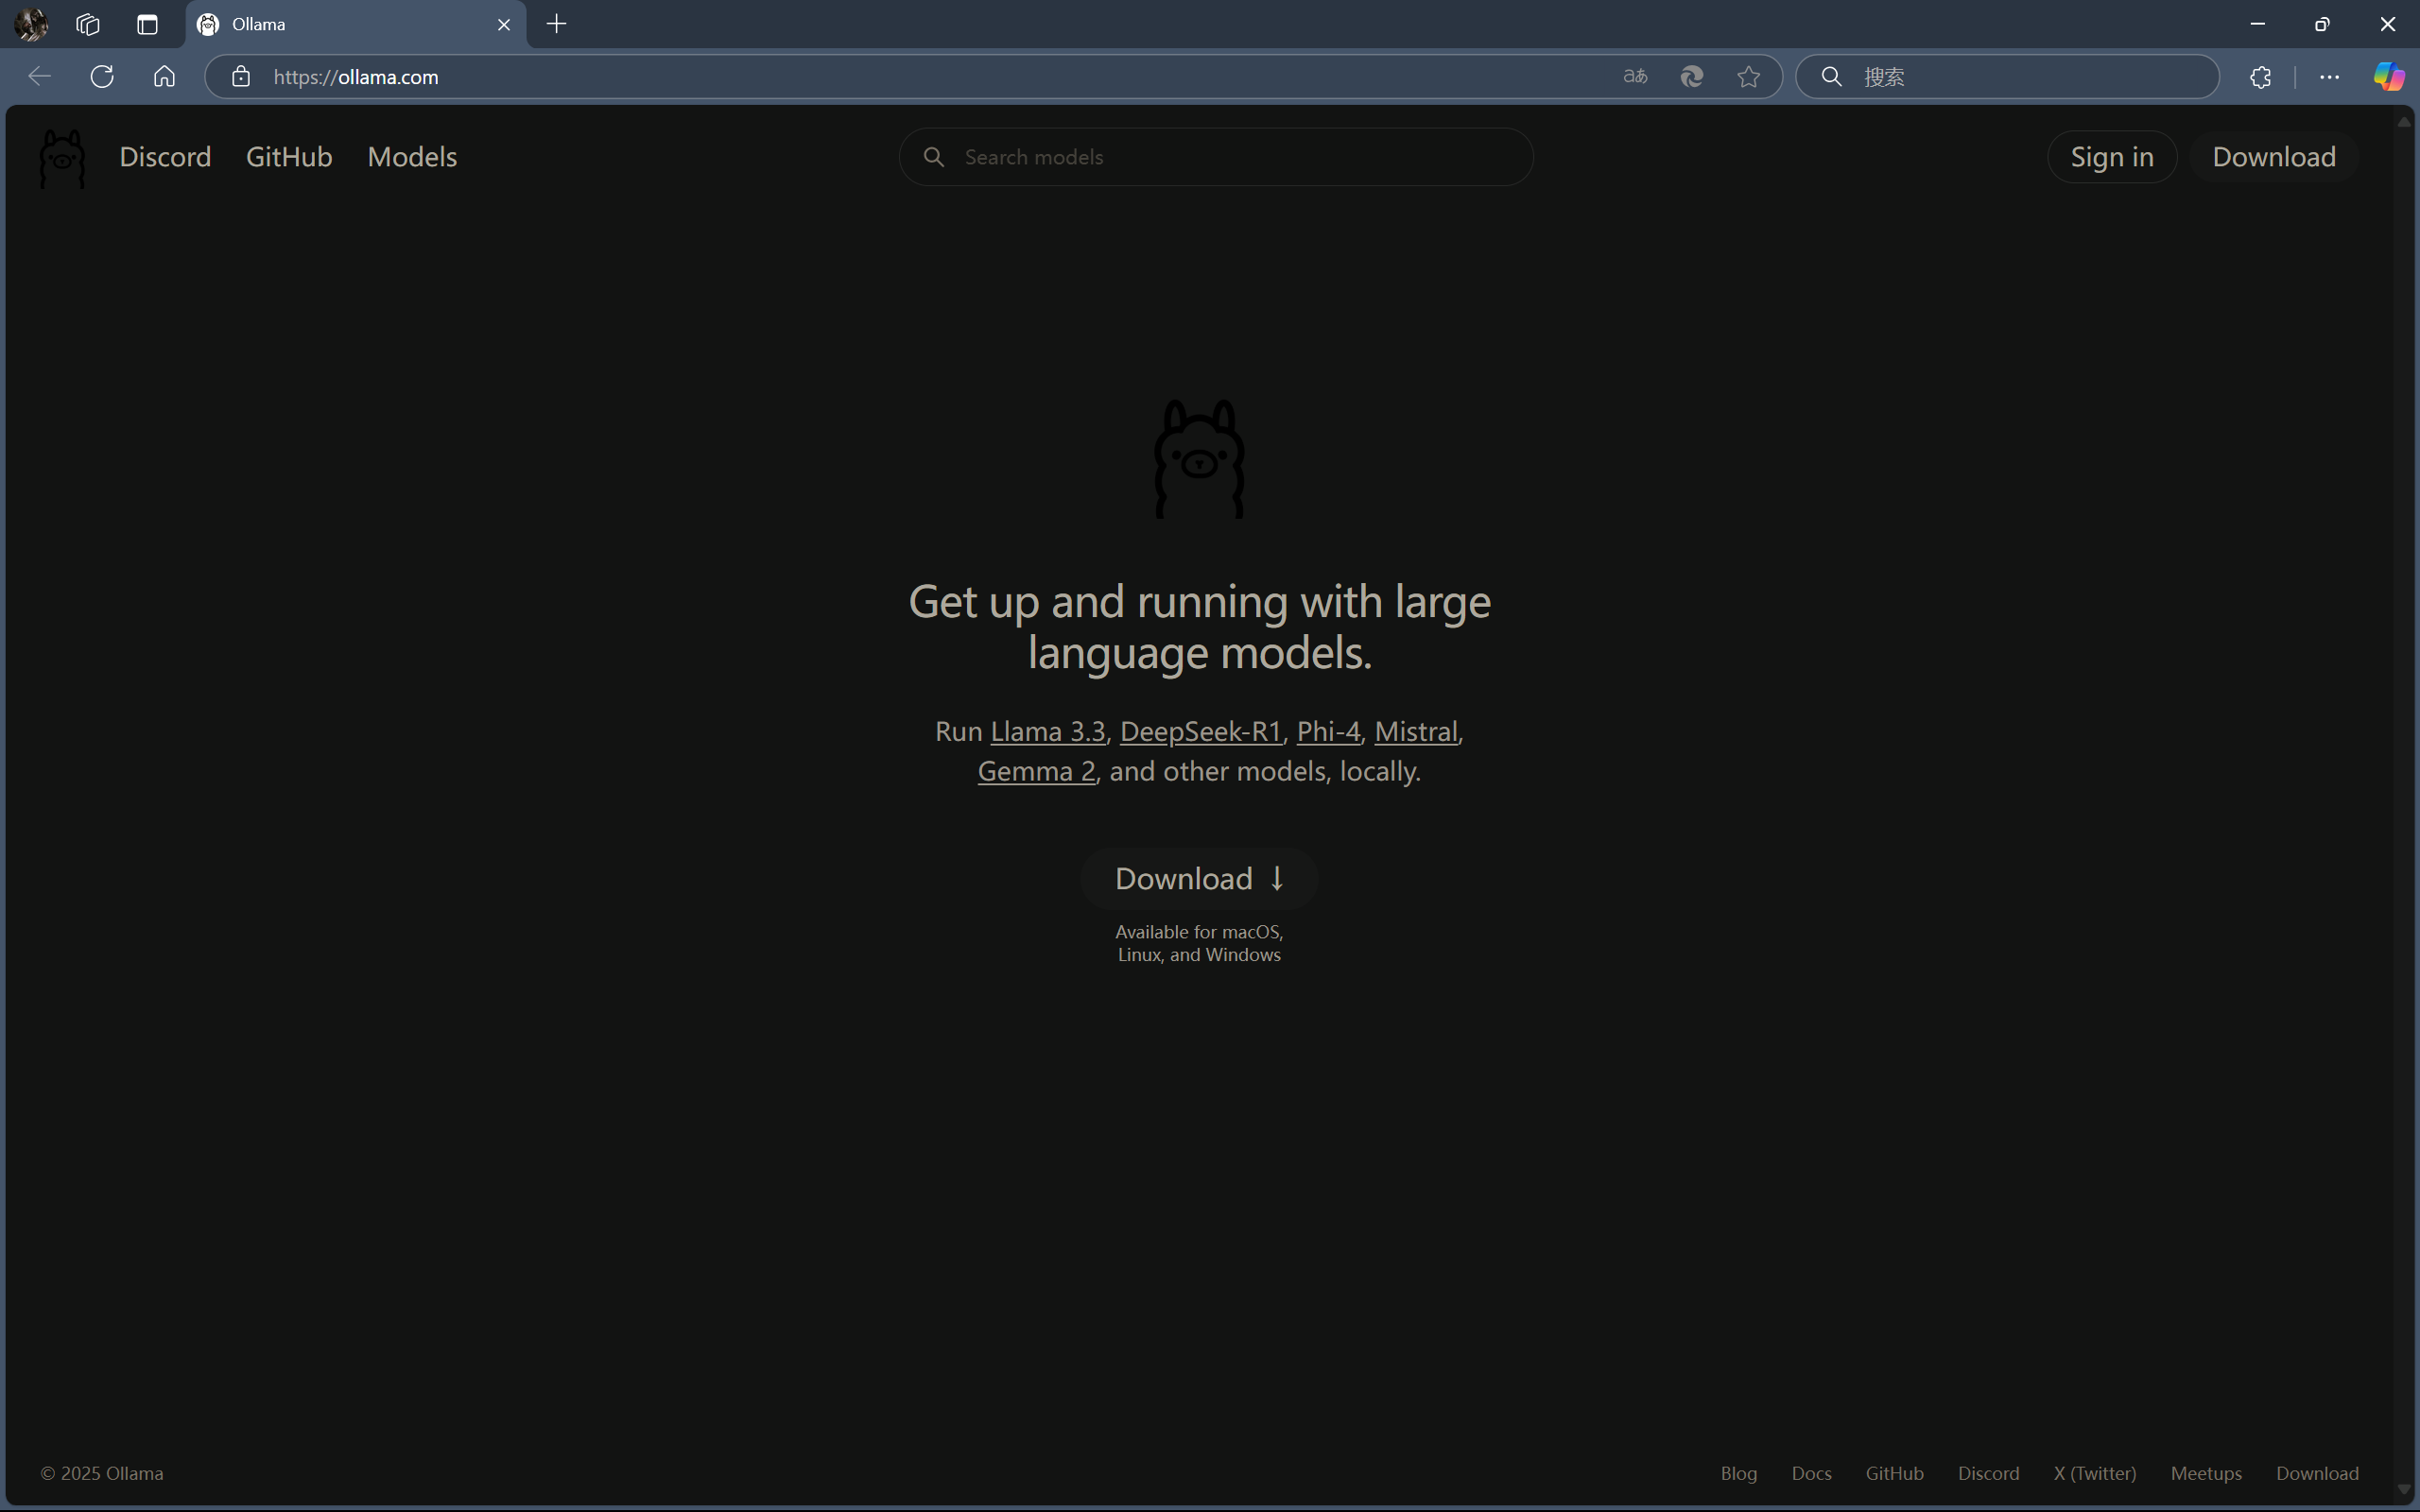 Ollama
https://ollama.com
aあ
搜索
Discord GitHub Models
Search models
Sign in Download
Get up and running with large
language models.
Run Llama 3.3, DeepSeek-R1, Phi-4, Mistral,
Gemma 2, and other models, locally.
Download ↓
Available for macOS,
Linux, and Windows
© 2025 Ollama
Blog Docs GitHub Discord X (Twitter) Meetups Download